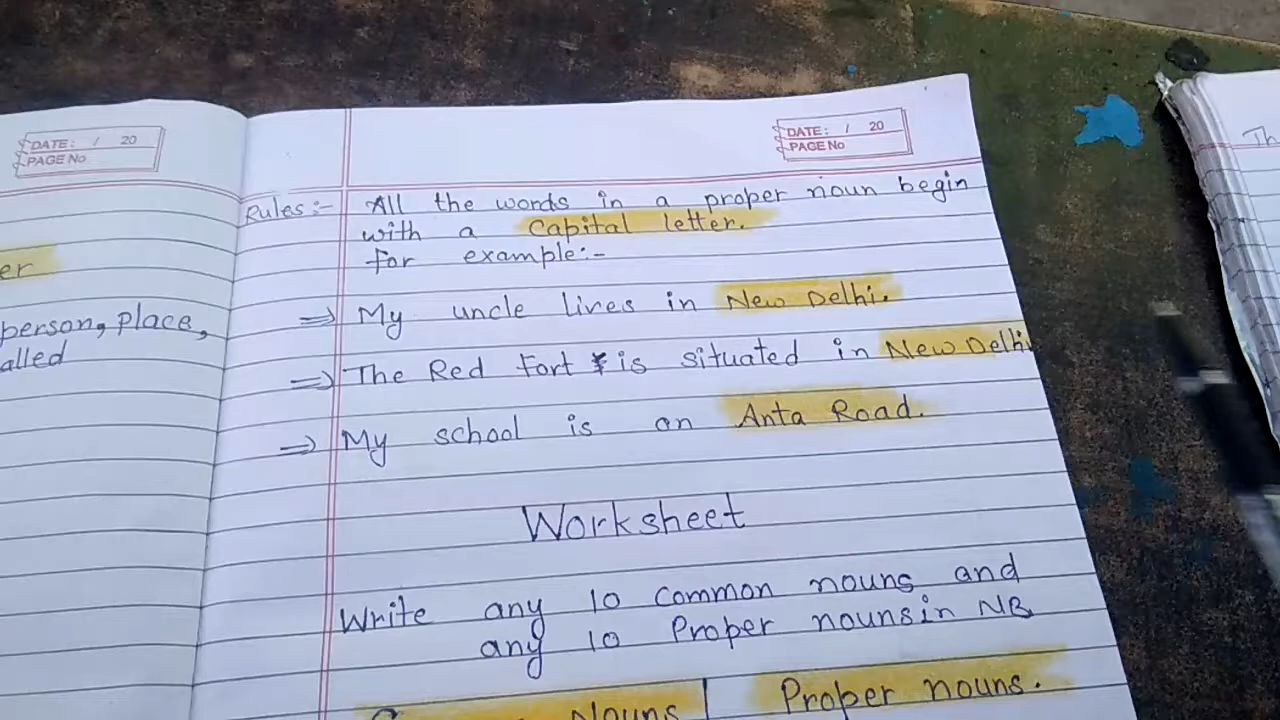 DATE: / 20
PAGE No
er
person, place,
alled
DATE: / 20
PAGE No
Rules:- All the words in a proper noun begin
with a Capital letter.
for example:-
⇒ My uncle lives in New Delhi.
⇒ The Red Fort is situated in New Delhi
⇒ My school is an Anta Road.
Worksheet
Write any 10 common nouns and
any 10 Proper nouns in NB
Nouns | Proper nouns.
Th